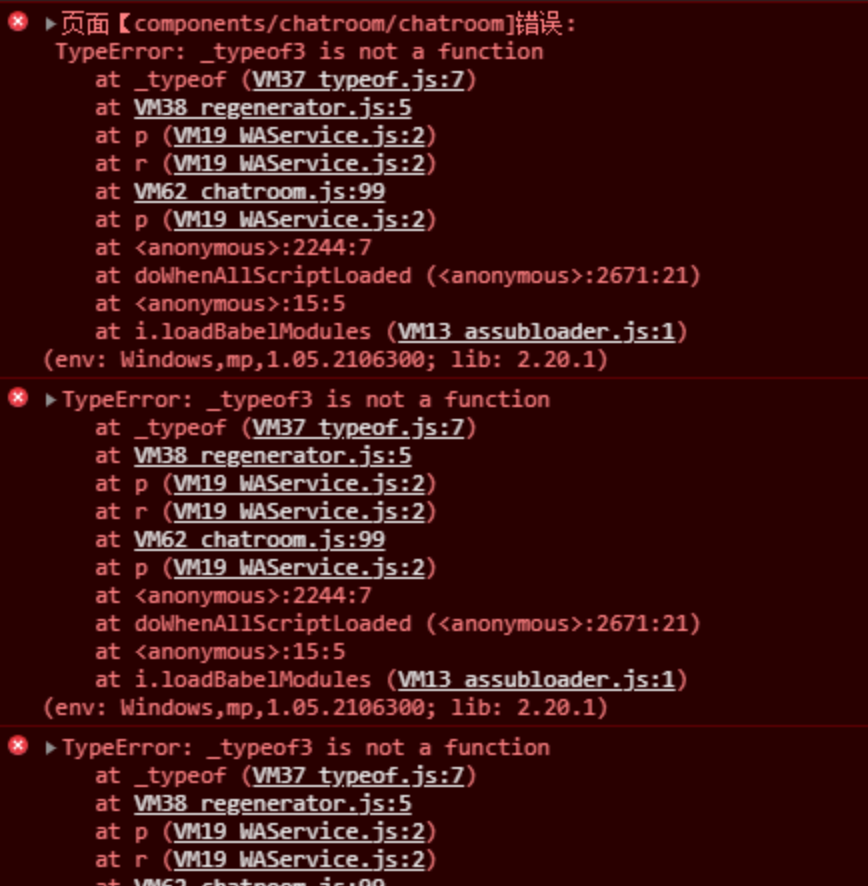 页面【components/chatroom/chatroom]错误:
TypeError: _typeof3 is not a function
at _typeof (VM37 typeof.js:7)
at VM38 regenerator.js:5
at p (VM19 WAService.js:2)
at r (VM19 WAService.js:2)
at VM62 chatroom.js:99
at p (VM19 WAService.js:2)
at <anonymous>:2244:7
at doWhenAllScriptLoaded (<anonymous>:2671:21)
at <anonymous>:15:5
at i.loadBabelModules (VM13 assubloader.js:1)
(env: Windows,mp,1.05.2106300; lib: 2.20.1)
TypeError: _typeof3 is not a function
at _typeof (VM37 typeof.js:7)
at VM38 regenerator.js:5
at p (VM19 WAService.js:2)
at r (VM19 WAService.js:2)
at VM62 chatroom.js:99
at p (VM19 WAService.js:2)
at <anonymous>:2244:7
at doWhenAllScriptLoaded (<anonymous>:2671:21)
at <anonymous>:15:5
at i.loadBabelModules (VM13 assubloader.js:1)
(env: Windows,mp,1.05.2106300; lib: 2.20.1)
TypeError: _typeof3 is not a function
at _typeof (VM37 typeof.js:7)
at VM38 regenerator.js:5
at p (VM19 WAService.js:2)
at r (VM19 WAService.js:2)
at VM62 chatroom.js:99